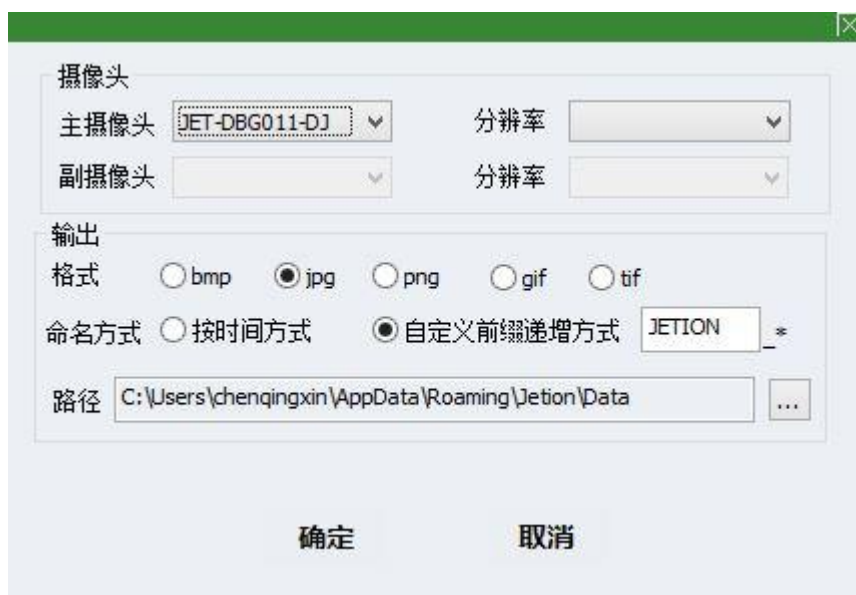 摄像头
主摄像头 JET-DBG011-DJ 分辨率
副摄像头 分辨率
输出
格式 bmp jpg png gif tif
命名方式 按时间方式 自定义前缀递增方式 JETION _*
路径 C:\Users\chenqingxin\AppData\Roaming\Jetion\Data ...
确定 取消